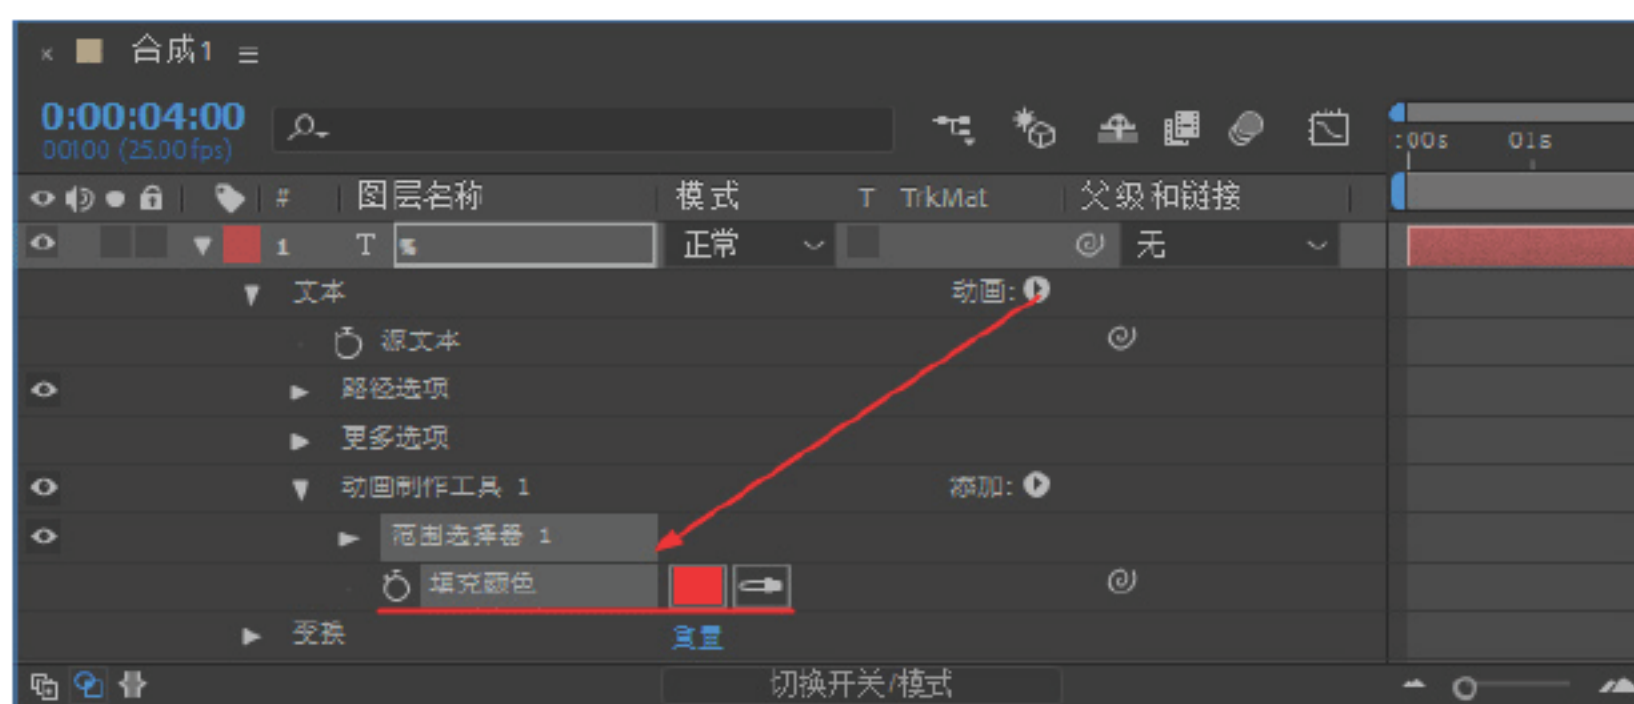 合成1
0:00:04:00
00100 (25.00 fps)
:00s 01s
# 图层名称 模式 T TrkMat 父级和链接
1 T % 正常 无
文本 动画:
源文本
路径选项
更多选项
动画制作工具 1 添加:
范围选择器 1
填充颜色
变换 重置
切换开关/模式